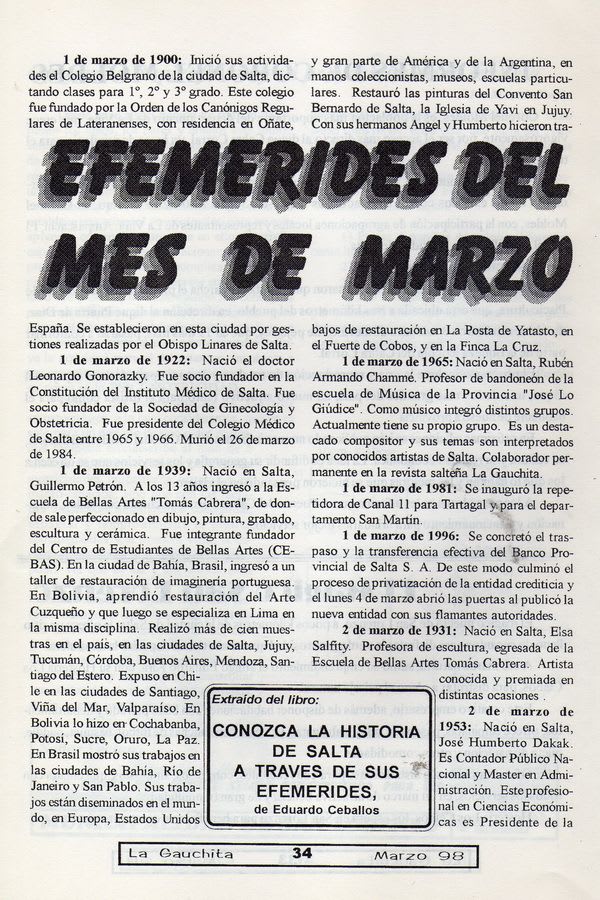 1 de marzo de 1900: Inició sus activida-
des el Colegio Belgrano de la ciudad de Salta, dic-
tando clases para 1º, 2º y 3º grado. Este colegio
fue fundado por la Orden de los Canónigos Regu-
lares de Lateranenses, con residencia en Oñate,
EFEMERIDES DEL
MES DE MARZO
España. Se establecieron en esta ciudad por ges-
tiones realizadas por el Obispo Linares de Salta.
1 de marzo de 1922: Nació el doctor
Leonardo Gonorazky. Fue socio fundador en la
Constitución del Instituto Médico de Salta. Fue
socio fundador de la Sociedad de Ginecología y
Obstetricia. Fue presidente del Colegio Médico
de Salta entre 1965 y 1966. Murió el 26 de marzo
de 1984.
1 de marzo de 1939: Nació en Salta,
Guillermo Petrón. A los 13 años ingresó a la Es-
cuela de Bellas Artes "Tomás Cabrera", de don-
de sale perfeccionado en dibujo, pintura, grabado,
escultura y cerámica. Fue integrante fundador
del Centro de Estudiantes de Bellas Artes (CE-
BAS). En la ciudad de Bahía, Brasil, ingresó a un
taller de restauración de imaginería portuguesa.
En Bolivia, aprendió restauración del Arte
Cuzqueño y que luego se especializa en Lima en
la misma disciplina. Realizó más de cien mues-
tras en el país, en las ciudades de Salta, Jujuy,
Tucumán, Córdoba, Buenos Aires, Mendoza, San-
tiago del Estero. Expuso en Chi-
le en las ciudades de Santiago,
Viña del Mar, Valparaíso. En
Bolivia lo hizo en Cochabamba,
Potosí, Sucre, Oruro, La Paz.
En Brasil mostró sus trabajos en
las ciudades de Bahía, Río de
Janeiro y San Pablo. Sus traba-
jos están diseminados en el mun-
do, en Europa, Estados Unidos
y gran parte de América y de la Argentina, en
manos coleccionistas, museos, escuelas particu-
lares. Restauró las pinturas del Convento San
Bernardo de Salta, la Iglesia de Yavi en Jujuy.
Con sus hermanos Angel y Humberto hicieron tra-
bajos de restauración en La Posta de Yatasto, en
el Fuerte de Cobos, y en la Finca La Cruz.
1 de marzo de 1965: Nació en Salta, Rubén
Armando Chammé. Profesor de bandoneón de la
escuela de Música de la Provincia "José Lo
Giúdice". Como músico integró distintos grupos.
Actualmente tiene su propio grupo. Es un desta-
cado compositor y sus temas son interpretados
por conocidos artistas de Salta. Colaborador per-
manente en la revista salteña La Gauchita.
1 de marzo de 1981: Se inauguró la repe-
tidora de Canal 11 para Tartagal y para el depar-
tamento San Martín.
1 de marzo de 1996: Se concretó el tras-
paso y la transferencia efectiva del Banco Pro-
vincial de Salta S. A. De este modo culminó el
proceso de privatización de la entidad crediticia y
el lunes 4 de marzo abrió las puertas al publicó la
nueva entidad con sus flamantes autoridades.
2 de marzo de 1931: Nació en Salta, Elsa
Salfity. Profesora de escultura, egresada de la
Escuela de Bellas Artes Tomás Cabrera. Artista
conocida y premiada en
distintas ocasiones .
2 de marzo de
1953: Nació en Salta,
José Humberto Dakak.
Es Contador Público Na-
cional y Master en Admi-
nistración. Este profesio-
nal en Ciencias Económi-
cas es Presidente de la
Extraído del libro:
CONOZCA LA HISTORIA
DE SALTA
A TRAVES DE SUS
EFEMERIDES,
de Eduardo Ceballos
La Gauchita 34 Marzo 98